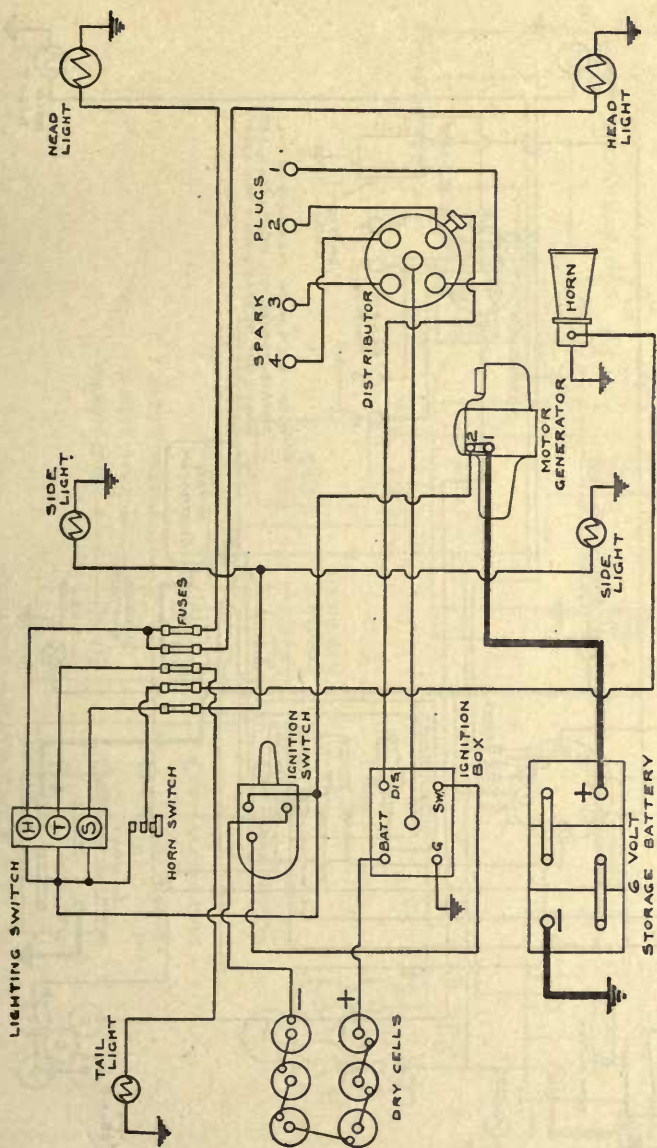 HEAD
LIGHT
HEAD
LIGHT
SPARK PLUGS
4 3 2 1
DISTRIBUTOR
HORN
MOTOR
GENERATOR
2
1
SIDE
LIGHT
SIDE
LIGHT
FUSES
LIGHTING SWITCH
H
T
S
HORN SWITCH
IGNITION SWITCH
IGNITION
BOX
BATT
DIS.
G
SW.
TAIL
LIGHT
DRY CELLS
–
+
–
+
6 VOLT
STORAGE BATTERY